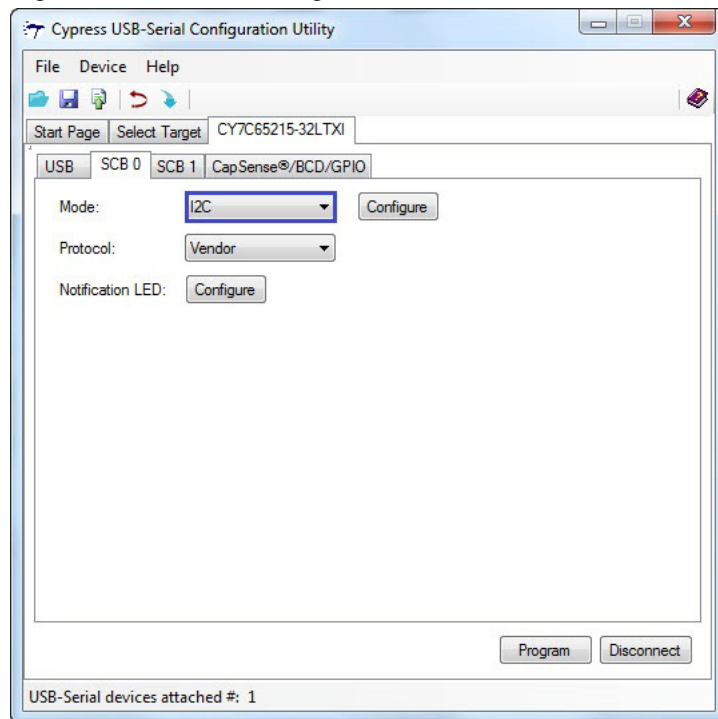 Cypress USB-Serial Configuration Utility
File Device Help
Start Page Select Target CY7C65215-32LTXI
USB SCB 0 SCB 1 CapSense®/BCD/GPIO
Mode: I2C Configure
Protocol: Vendor
Notification LED: Configure
Program Disconnect
USB-Serial devices attached #: 1